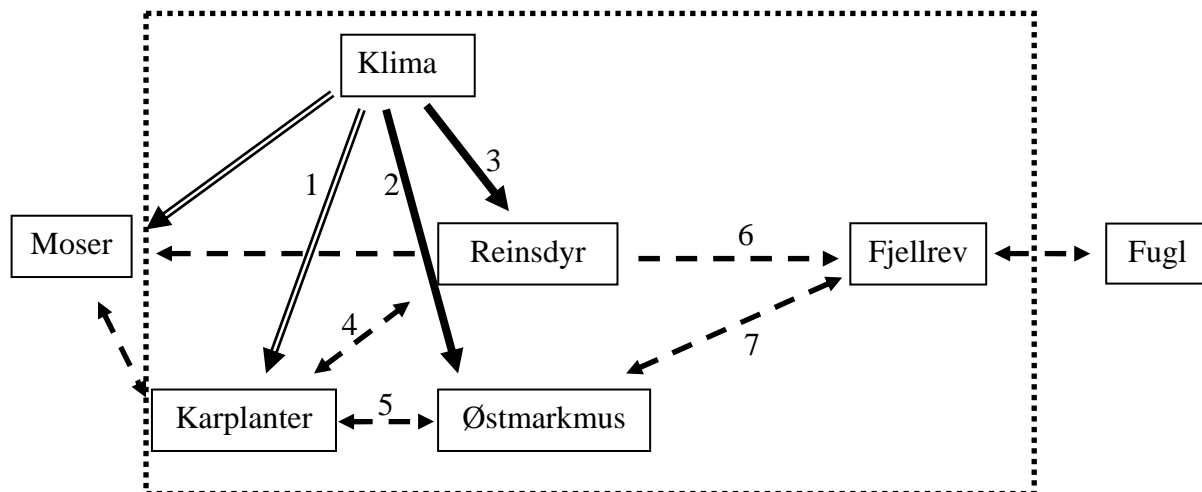 Klima
3
1
2
Moser
Reinsdyr
6
Fjellrev
Fugl
4
7
Karplanter
5
Østmarkmus